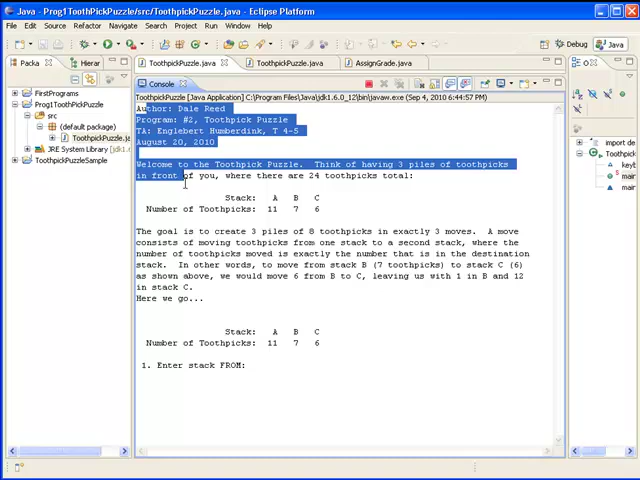 Java - Prog1ToothPickPuzzle/src/ToothpickPuzzle.java - Eclipse Platform
File Edit Source Refactor Navigate Search Project Run Window Help
Debug Java
Packa Hierar
ToothpickPuzzle.java ToothpickPuzzle.java AssignGrade.java
Console
FirstPrograms
Prog1ToothPickPuzzle
src
(default package)
ToothpickPuzzle.ja
JRE System Library [jdk1.6
ToothpickPuzzleSample
ToothpickPuzzle [Java Application] C:\Program Files\Java\jdk1.6.0_12\bin\javaw.exe (Sep 4, 2010 6:44:57 PM)
Author: Dale Reed
Program: #2, Toothpick Puzzle
TA: Englebert Humberdink, T 4-5
August 20, 2010
Welcome to the Toothpick Puzzle. Think of having 3 piles of toothpicks
in front of you, where there are 24 toothpicks total:
Stack: A B C
Number of Toothpicks: 11 7 6
The goal is to create 3 piles of 8 toothpicks in exactly 3 moves. A move
consists of moving toothpicks from one stack to a second stack, where the
number of toothpicks moved is exactly the number that is in the destination
stack. In other words, to move from stack B (7 toothpicks) to stack C (6)
as shown above, we would move 6 from B to C, leaving us with 1 in B and 12
in stack C.
Here we go...
Stack: A B C
Number of Toothpicks: 11 7 6
1. Enter stack FROM:
import de
Toothpic
keyb
main
main